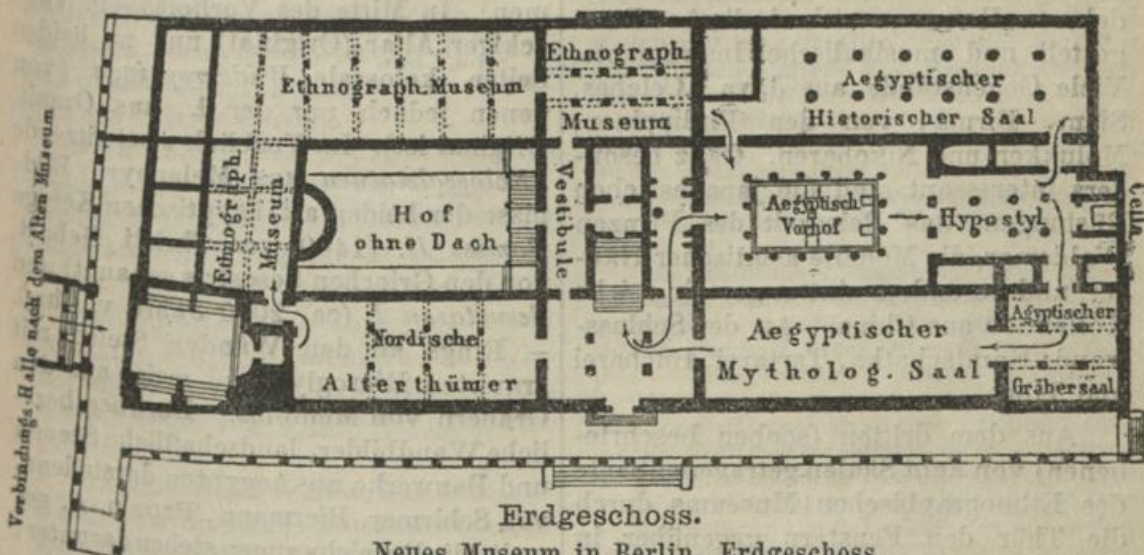 Ethnograph. Museum
Ethnograph.
Museum
Aegyptischer
Historischer Saal
Verbindungs-Halle nach dem Alten Museum
Ethnograph.
Museum
Hof
ohne Dach
Vestibule
Aegyptisch
Vorhof
Hypostyl
Cella
Nordische
Alterthümer
Aegyptischer
Mytholog. Saal
Agyptischer
Gräbersaal
Erdgeschoss.
Neues Museum in Berlin. Erdgeschoss.